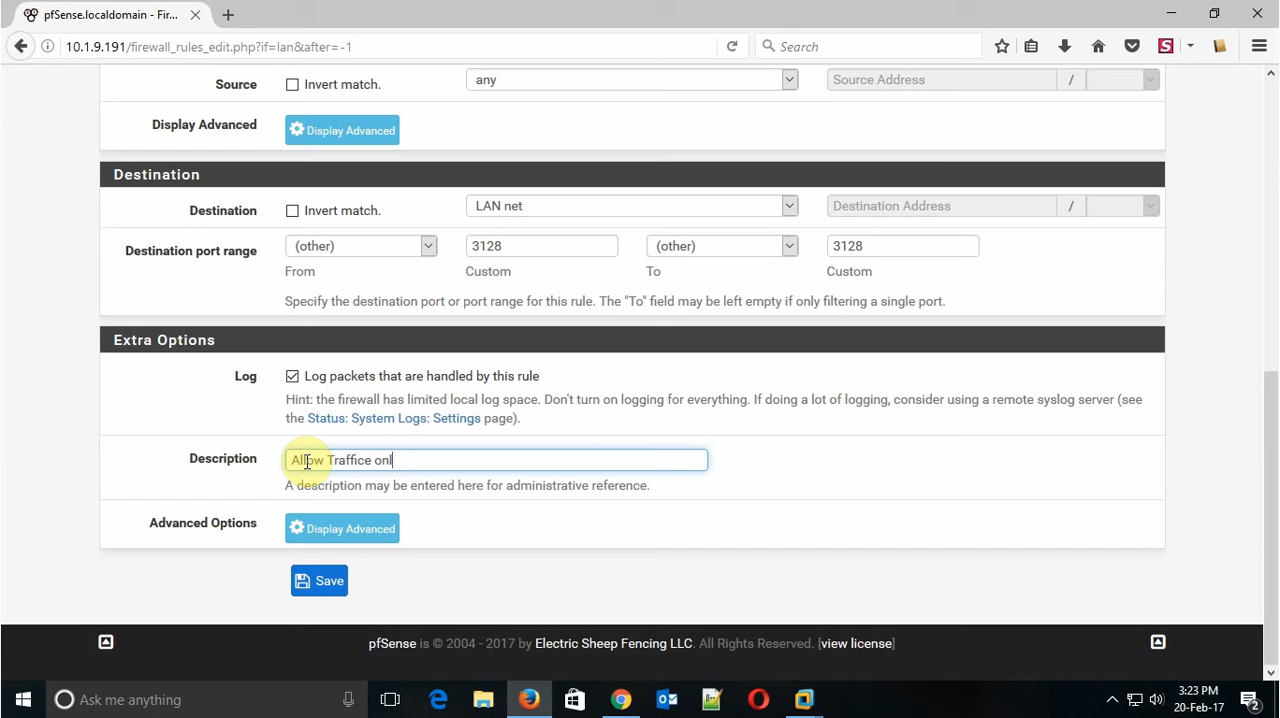 pfSense.localdomain - Fir...
10.1.9.191/firewall_rules_edit.php?if=lan&after=-1
Search
Source
Invert match.
any
Source Address
/
Display Advanced
Display Advanced
Destination
Destination
Invert match.
LAN net
Destination Address
/
Destination port range
(other)
3128
(other)
3128
From
Custom
To
Custom
Specify the destination port or port range for this rule. The "To" field may be left empty if only filtering a single port.
Extra Options
Log
Log packets that are handled by this rule
Hint: the firewall has limited local log space. Don't turn on logging for everything. If doing a lot of logging, consider using a remote syslog server (see
the Status: System Logs: Settings page).
Description
Allow Traffice onl
A description may be entered here for administrative reference.
Advanced Options
Display Advanced
Save
pfSense is © 2004 - 2017 by Electric Sheep Fencing LLC. All Rights Reserved. [view license]
Ask me anything
3:23 PM
20-Feb-17
2